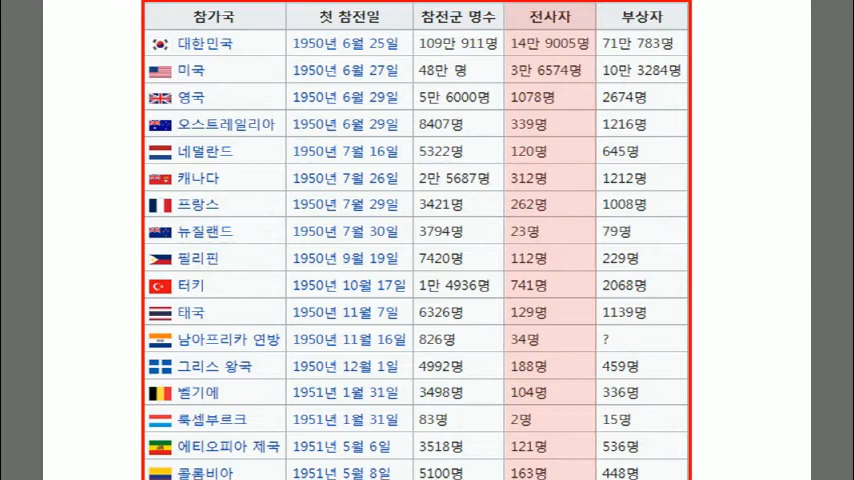 참가국 첫 참전일 참전군 명수 전사자 부상자
대한민국 1950년 6월 25일 109만 911명 14만 9005명 71만 783명
미국 1950년 6월 27일 48만 명 3만 6574명 10만 3284명
영국 1950년 6월 29일 5만 6000명 1078명 2674명
오스트레일리아 1950년 6월 29일 8407명 339명 1216명
네덜란드 1950년 7월 16일 5322명 120명 645명
캐나다 1950년 7월 26일 2만 5687명 312명 1212명
프랑스 1950년 7월 29일 3421명 262명 1008명
뉴질랜드 1950년 7월 30일 3794명 23명 79명
필리핀 1950년 9월 19일 7420명 112명 229명
터키 1950년 10월 17일 1만 4936명 741명 2068명
태국 1950년 11월 7일 6326명 129명 1139명
남아프리카 연방 1950년 11월 16일 826명 34명 ?
그리스 왕국 1950년 12월 1일 4992명 188명 459명
벨기에 1951년 1월 31일 3498명 104명 336명
룩셈부르크 1951년 1월 31일 83명 2명 15명
에티오피아 제국 1951년 5월 6일 3518명 121명 536명
콜롬비아 1951년 5월 8일 5100명 163명 448명